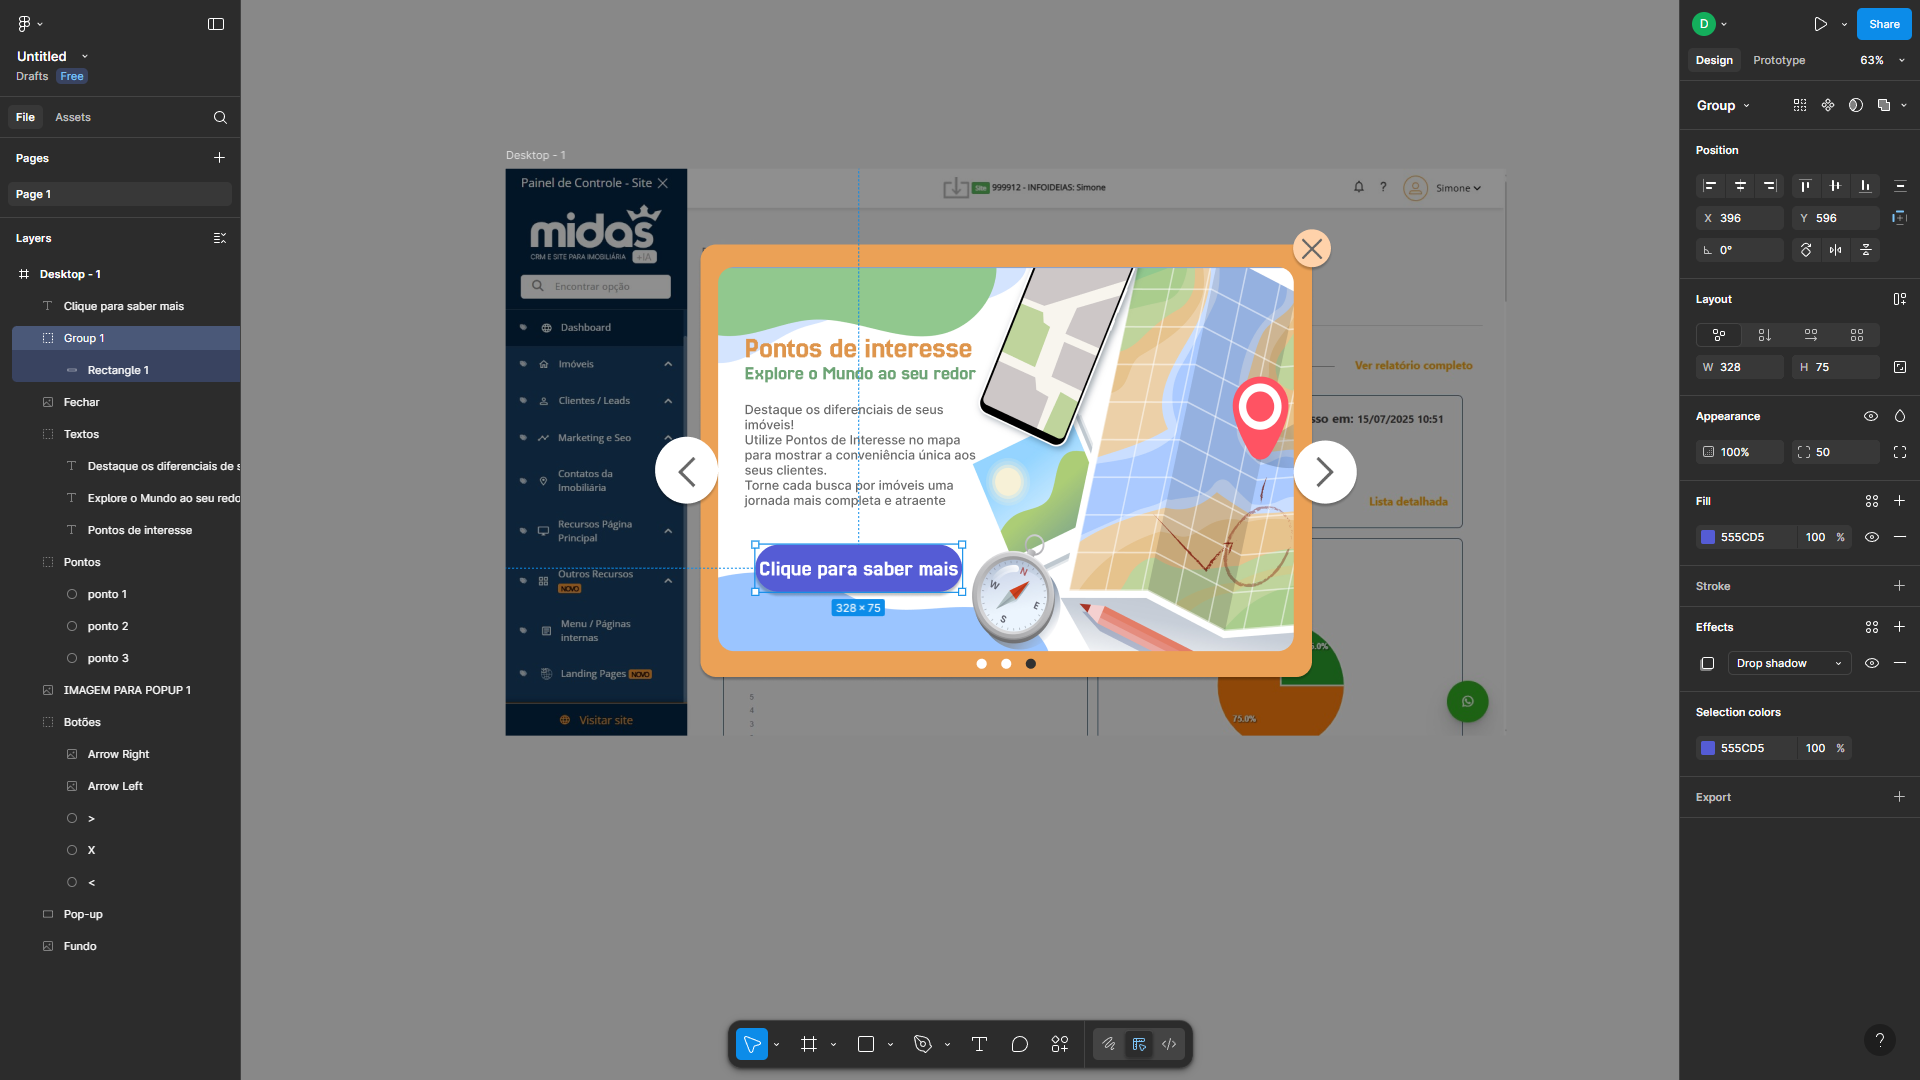 Untitled
Drafts Free
File Assets
Pages
Page 1
Layers
Desktop - 1
Clique para saber mais
Group 1
Rectangle 1
Fechar
Textos
Destaque os diferenciais de s
Explore o Mundo ao seu redo
Pontos de interesse
Pontos
ponto 1
ponto 2
ponto 3
IMAGEM PARA POPUP 1
Botões
Arrow Right
Arrow Left
>
X
<
Pop-up
Fundo
Desktop - 1
Painel de Controle - Site
midas
CRM E SITE PARA IMOBILIÁRIA +IA
Encontrar opção
Dashboard
Imóveis
Clientes / Leads
Marketing e Seo
Contatos da
Imobiliária
Recursos Página
Principal
Outros Recursos
NOVO
Menu / Páginas
internas
Landing Pages NOVO
Visitar site
Site 999912 - INFOIDEIAS: Simone
? Simone
Ver relatório completo
sso em: 15/07/2025 10:51
Lista detalhada
Pontos de interesse
Explore o Mundo ao seu redor
Destaque os diferenciais de seus
imóveis!
Utilize Pontos de Interesse no mapa
para mostrar a conveniência única aos
seus clientes.
Torne cada busca por imóveis uma
jornada mais completa e atraente
Clique para saber mais
328 × 75
N
W
E
S
5
4
3
5.0%
75.0%
D
Share
Design Prototype 63%
Group
Position
X 396 Y 596
0°
Layout
W 328 H 75
Appearance
100% 50
Fill
555CD5 100 %
Stroke
Effects
Drop shadow
Selection colors
555CD5 100 %
Export
?